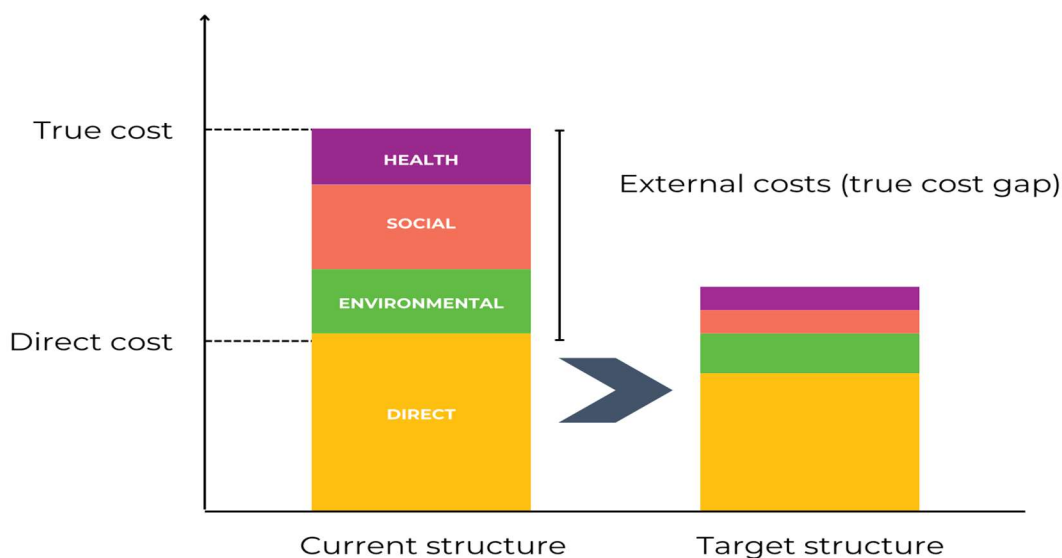 True cost
HEALTH
External costs (true cost gap)
SOCIAL
ENVIRONMENTAL
Direct cost
DIRECT
Current structure
Target structure